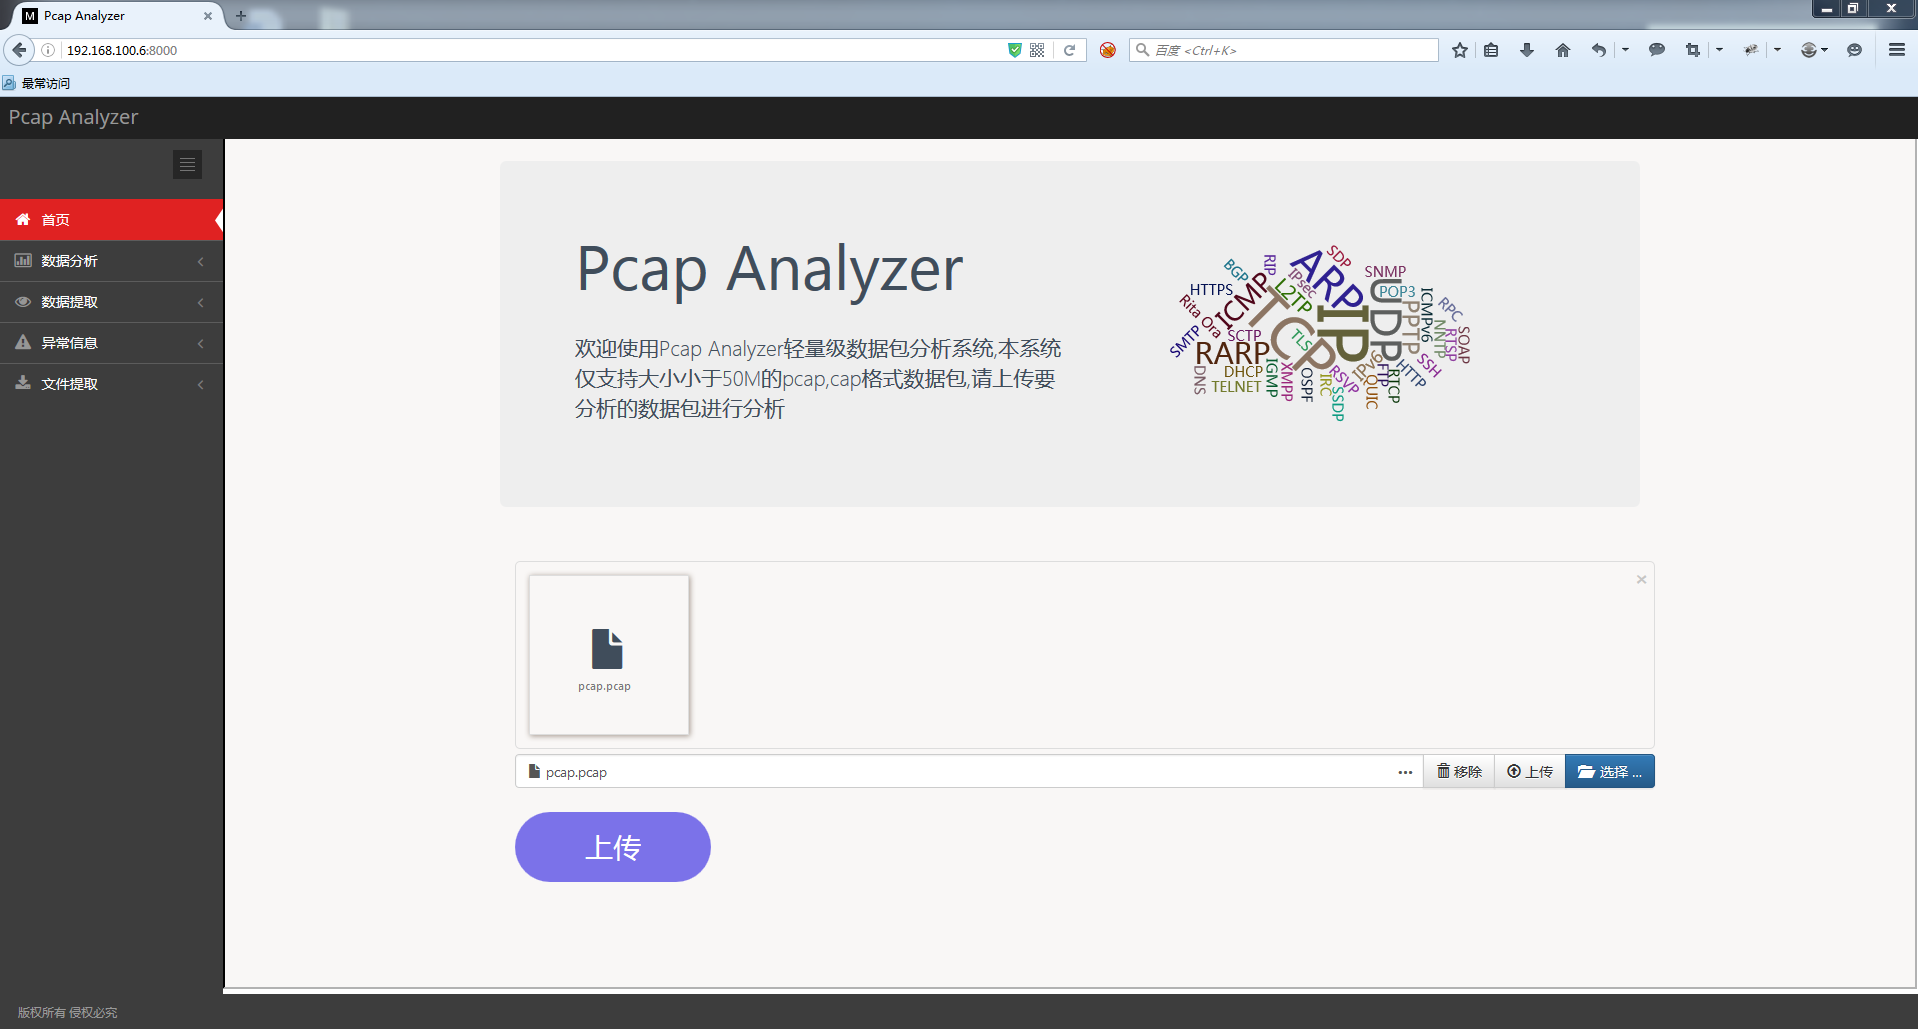 Pcap Analyzer
192.168.100.6:8000
百度 <Ctrl+K>
最常访问
Pcap Analyzer
首页
数据分析
数据提取
异常信息
文件提取
Pcap Analyzer
欢迎使用Pcap Analyzer轻量级数据包分析系统,本系统
仅支持大小小于50M的pcap,cap格式数据包,请上传要
分析的数据包进行分析
SDP
RIP
BGP
ARP
IPsec
SNMP
HTTPS
ICMP
L2TP
UDP
POP3
ICMPv6
RPC
Rita
Ora
TCP
IP
PPTP
NNTP
RTSP
SOAP
SMTP
SCTP
TLS
RARP
DNS
DHCP
TELNET
IGMP
XMPP
OSPF
IRC
RSVP
SSDP
IPv6
QUIC
FTP
RTCP
HTTP
SSH
pcap.pcap
pcap.pcap
移除
上传
选择 ...
上传
版权所有 侵权必究